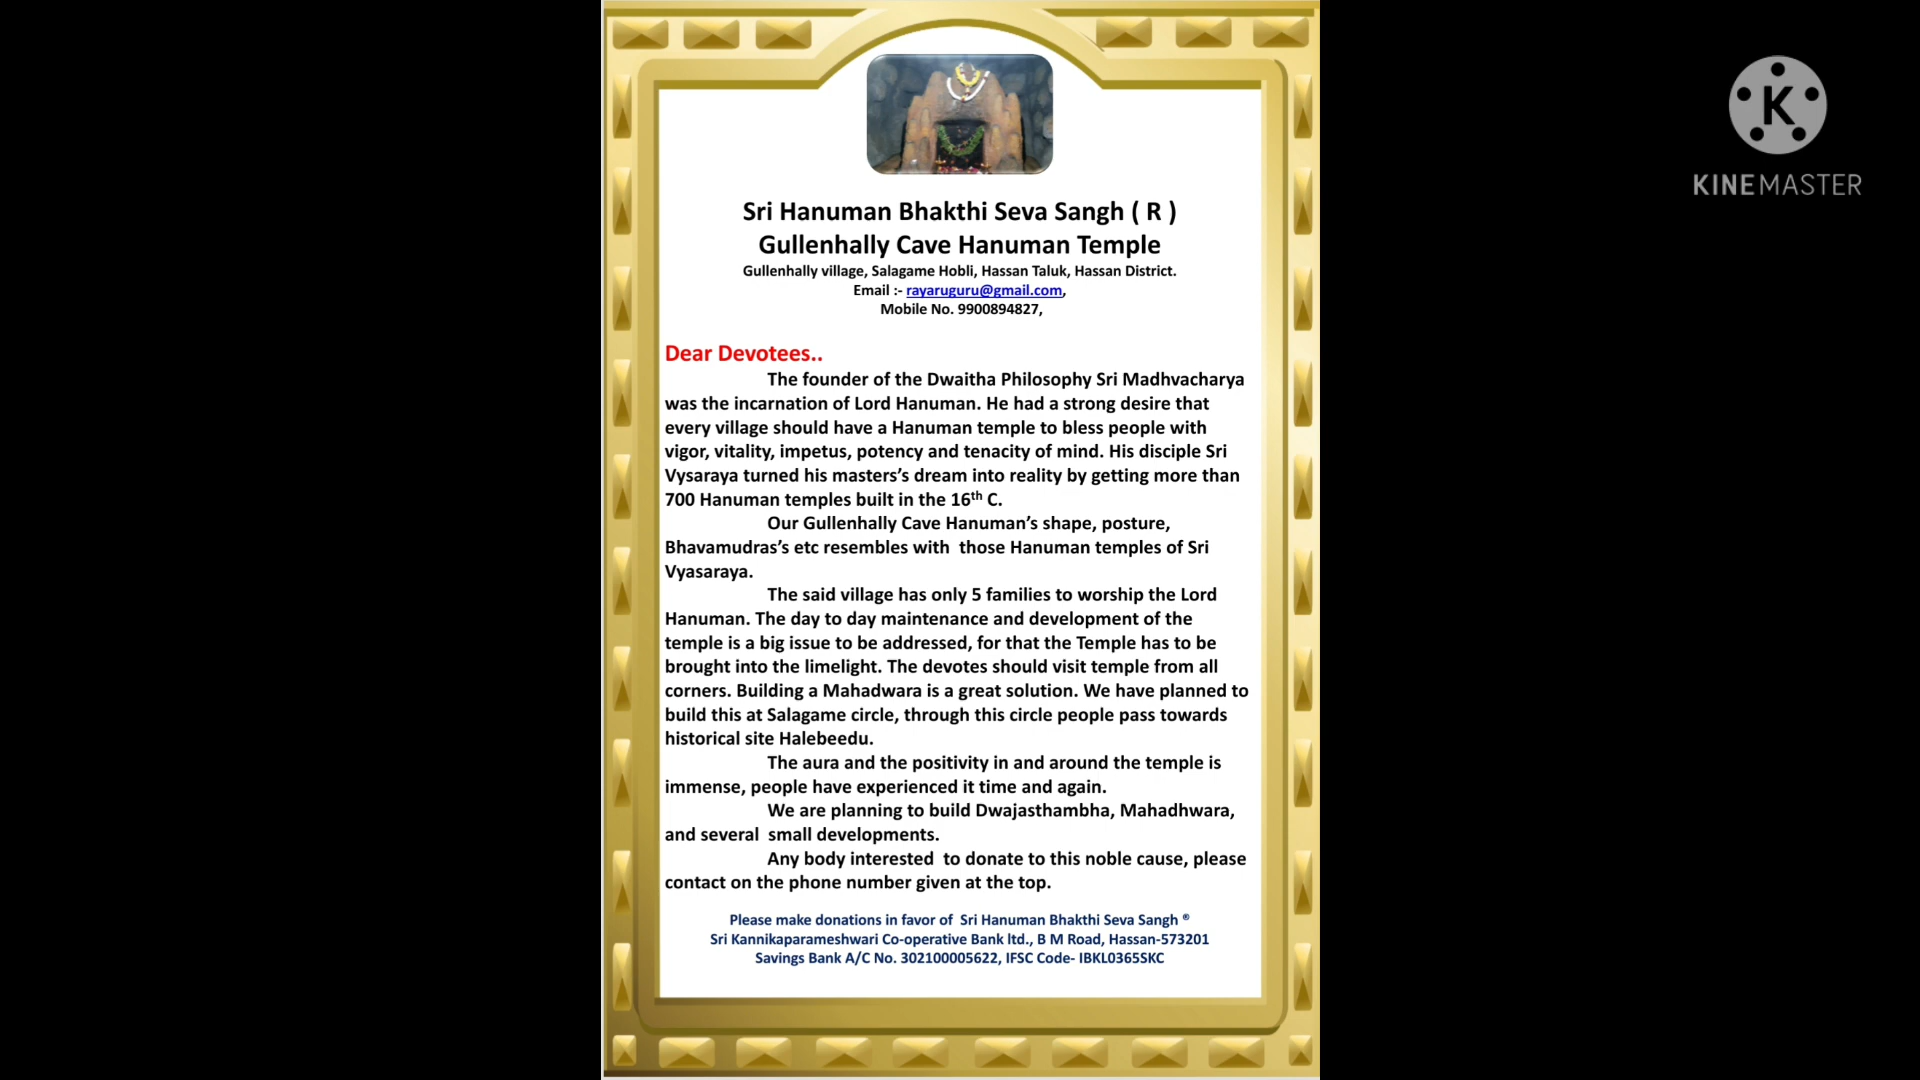 Sri Hanuman Bhakthi Seva Sangh ( R )
Gullenhally Cave Hanuman Temple
Gullenhally village, Salagame Hobli, Hassan Taluk, Hassan District.
Email :- rayaruguru@gmail.com,
Mobile No. 9900894827,
Dear Devotees..
The founder of the Dwaitha Philosophy Sri Madhvacharya
was the incarnation of Lord Hanuman. He had a strong desire that
every village should have a Hanuman temple to bless people with
vigor, vitality, impetus, potency and tenacity of mind. His disciple Sri
Vysaraya turned his masters’s dream into reality by getting more than
700 Hanuman temples built in the 16th C.
Our Gullenhally Cave Hanuman’s shape, posture,
Bhavamudras’s etc resembles with those Hanuman temples of Sri
Vyasaraya.
The said village has only 5 families to worship the Lord
Hanuman. The day to day maintenance and development of the
temple is a big issue to be addressed, for that the Temple has to be
brought into the limelight. The devotes should visit temple from all
corners. Building a Mahadwara is a great solution. We have planned to
build this at Salagame circle, through this circle people pass towards
historical site Halebeedu.
The aura and the positivity in and around the temple is
immense, people have experienced it time and again.
We are planning to build Dwajasthambha, Mahadhwara,
and several small developments.
Any body interested to donate to this noble cause, please
contact on the phone number given at the top.
Please make donations in favor of Sri Hanuman Bhakthi Seva Sangh ®
Sri Kannikaparameshwari Co-operative Bank ltd., B M Road, Hassan-573201
Savings Bank A/C No. 302100005622, IFSC Code- IBKL0365SKC
K
KINEMASTER